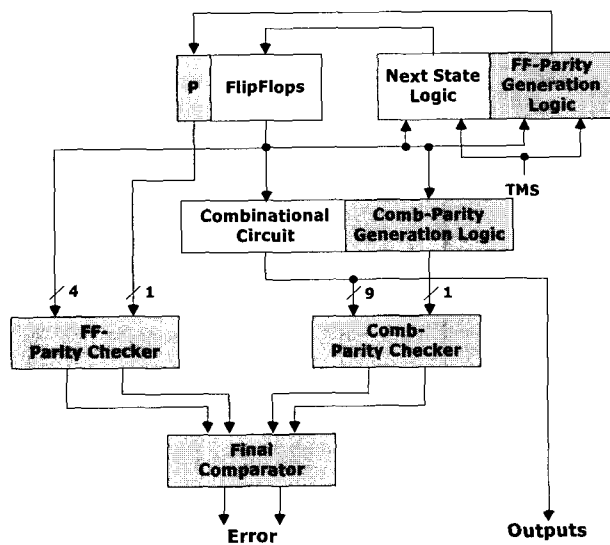 P
FlipFlops
Next State
Logic
FF-Parity
Generation
Logic
TMS
Combinational
Circuit
Comb-Parity
Generation Logic
4
1
9
1
FF-
Parity Checker
Comb-
Parity Checker
Final
Comparator
Error
Outputs